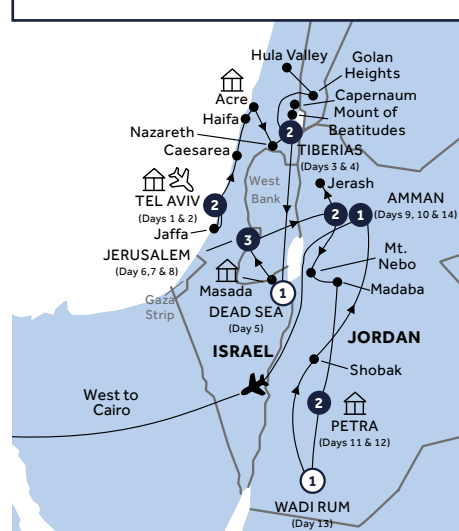 Hula Valley
Golan
Heights
Acre
Capernaum
Haifa
Mount of
Beatitudes
Nazareth
2
TIBERIAS
(Days 3 & 4)
Caesarea
West
Bank
Jerash
TEL AVIV
(Days 1 & 2)
2
AMMAN
(Days 9, 10 & 14)
2
1
Jaffa
JERUSALEM
(Day 6,7 & 8)
3
Mt.
Nebo
Masada
Madaba
Gaza
Strip
DEAD SEA
(Day 5)
1
ISRAEL
JORDAN
Shobak
West to
Cairo
2
PETRA
(Days 11 & 12)
1
WADI RUM
(Day 13)